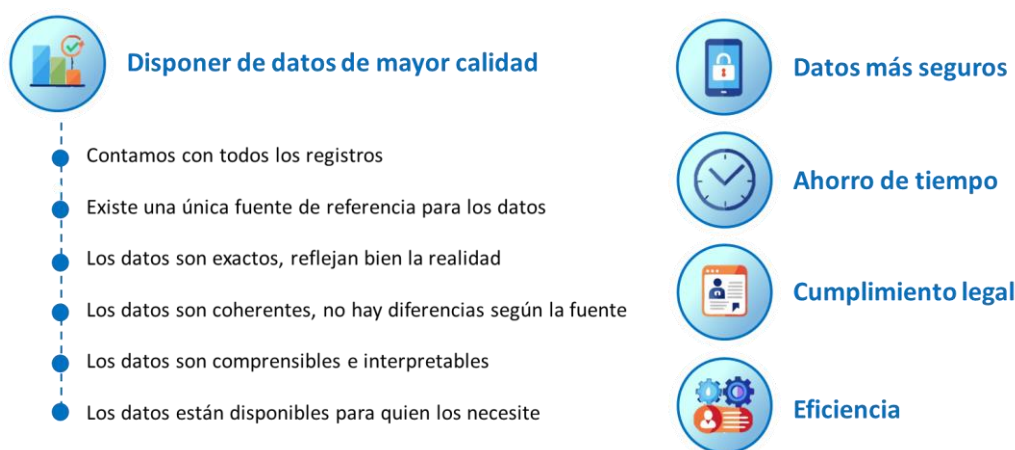 Disponer de datos de mayor calidad
Contamos con todos los registros
Existe una única fuente de referencia para los datos
Los datos son exactos, reflejan bien la realidad
Los datos son coherentes, no hay diferencias según la fuente
Los datos son comprensibles e interpretables
Los datos están disponibles para quien los necesite
Datos más seguros
Ahorro de tiempo
Cumplimiento legal
Eficiencia